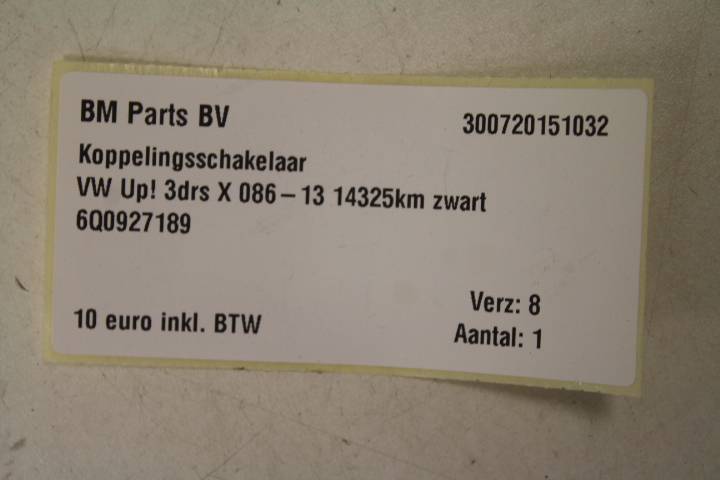 BM Parts BV
300720151032
Koppelingsschakelaar
VW Up! 3drs X 086–13 14325km zwart
6Q0927189
Verz: 8
10 euro inkl. BTW
Aantal: 1